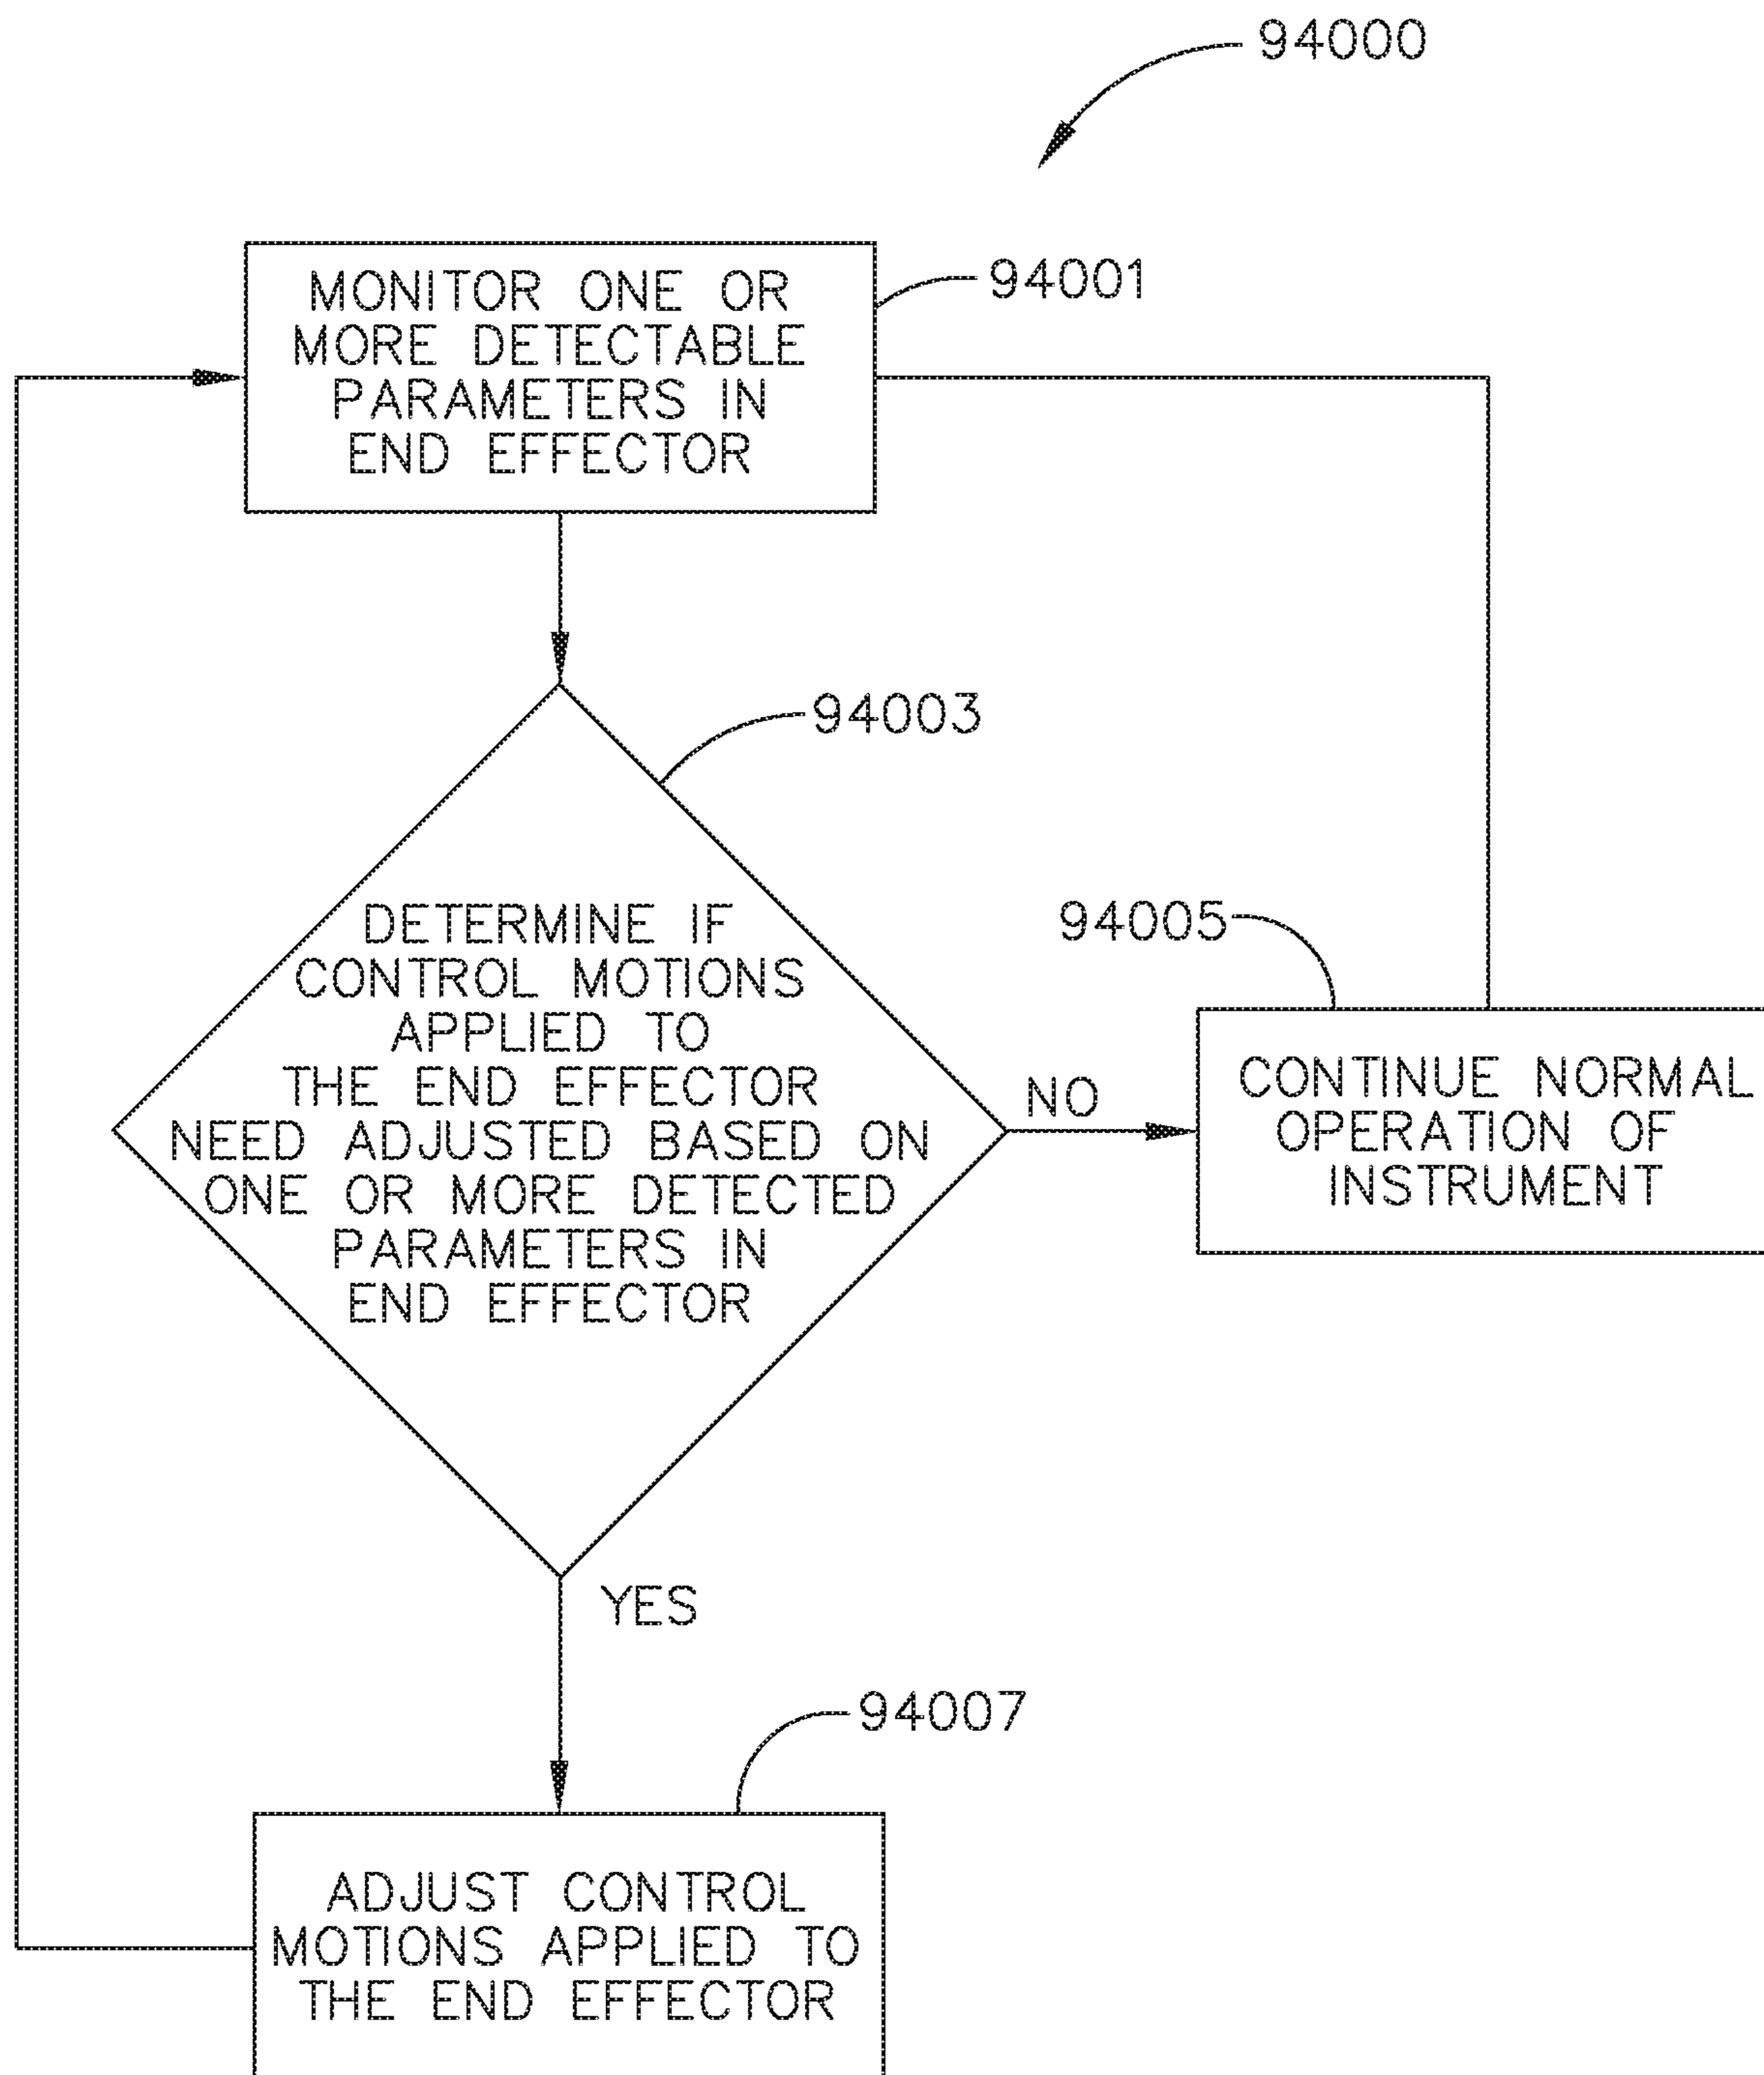 94000
MONITOR ONE OR
MORE DETECTABLE
PARAMETERS IN
END EFFECTOR
94001
94003
DETERMINE IF
CONTROL MOTIONS
APPLIED TO
THE END EFFECTOR
NEED ADJUSTED BASED ON
ONE OR MORE DETECTED
PARAMETERS IN
END EFFECTOR
NO
94005
CONTINUE NORMAL
OPERATION OF
INSTRUMENT
YES
94007
ADJUST CONTROL
MOTIONS APPLIED TO
THE END EFFECTOR